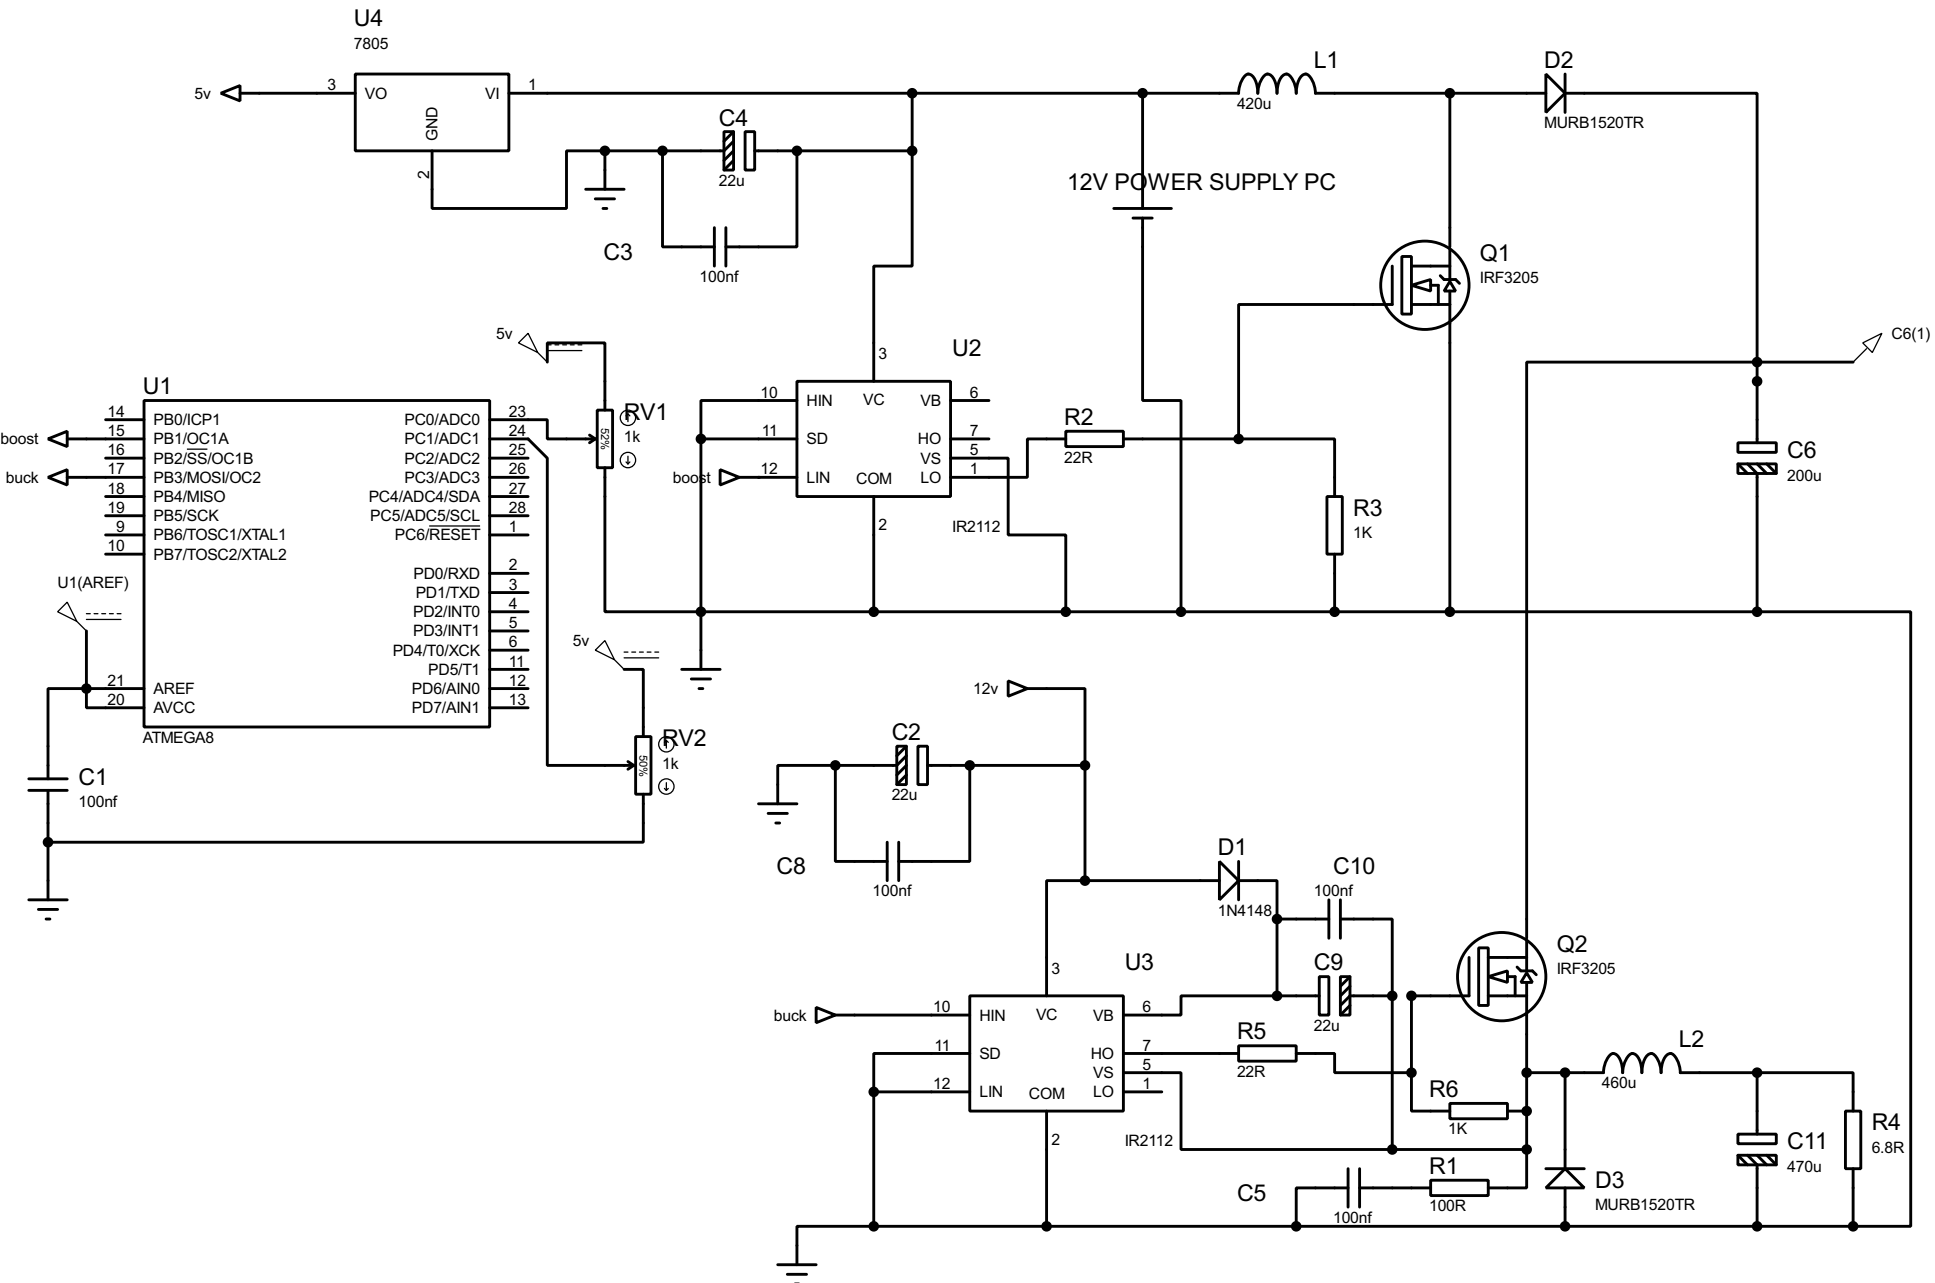 U4
7805
5v
3
VO
VI
1
GND
2
C4
22u
C3
100nf
L1
420u
D2
MURB1520TR
12V POWER SUPPLY PC
Q1
IRF3205
C6(1)
C6
200u
5v
RV1
1k
52%
U2
3
10
HIN
VC
VB
6
11
SD
HO
7
VS
5
boost
12
LIN
COM
LO
1
2
IR2112
R2
22R
R3
1K
U1
14
PB0/ICP1
PC0/ADC0
23
boost
15
PB1/OC1A
PC1/ADC1
24
16
PB2/SS/OC1B
PC2/ADC2
25
buck
17
PB3/MOSI/OC2
PC3/ADC3
26
18
PB4/MISO
PC4/ADC4/SDA
27
19
PB5/SCK
PC5/ADC5/SCL
28
9
PB6/TOSC1/XTAL1
PC6/RESET
1
10
PB7/TOSC2/XTAL2
PD0/RXD
2
U1(AREF)
PD1/TXD
3
PD2/INT0
4
PD3/INT1
5
PD4/T0/XCK
6
PD5/T1
11
21
AREF
PD6/AIN0
12
20
AVCC
PD7/AIN1
13
ATMEGA8
5v
RV2
1k
50%
C1
100nf
12v
C2
22u
C8
100nf
D1
1N4148
C10
100nf
C9
22u
U3
3
buck
10
HIN
VC
VB
6
11
SD
HO
7
VS
5
12
LIN
COM
LO
1
2
IR2112
R5
22R
Q2
IRF3205
R6
1K
L2
460u
C5
100nf
R1
100R
D3
MURB1520TR
C11
470u
R4
6.8R